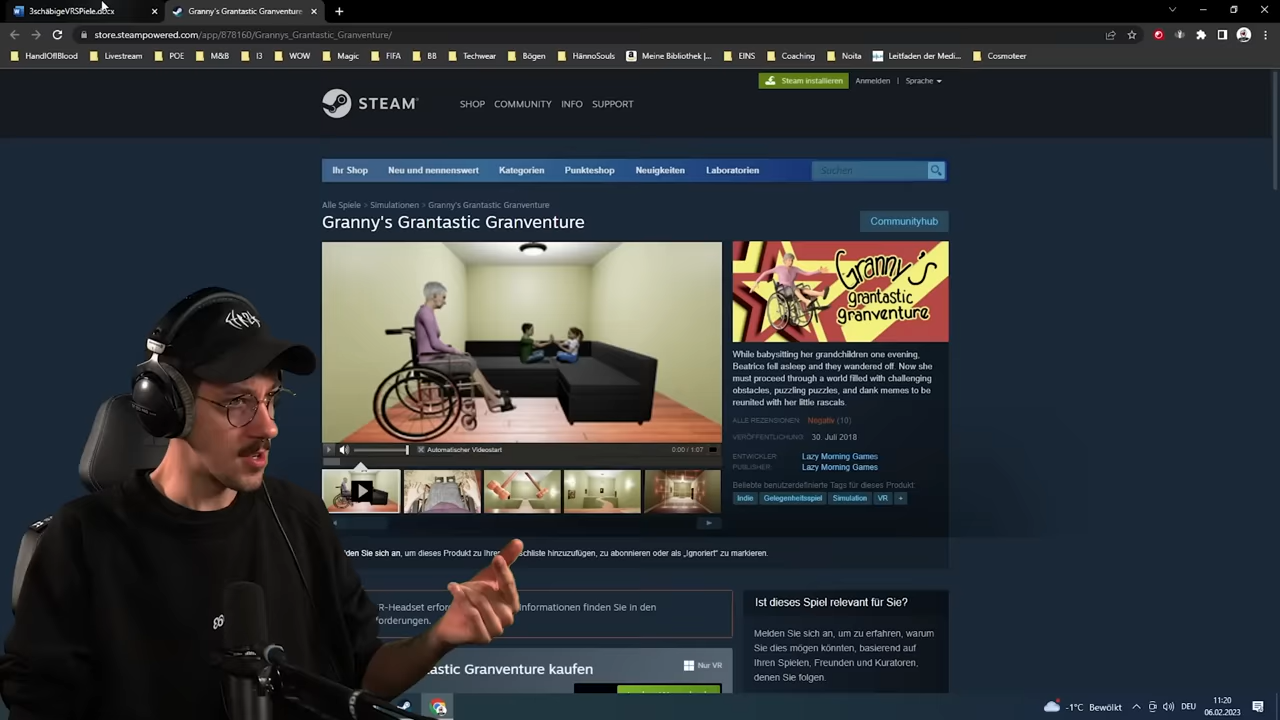 3schäbigeVRSpiele.docx
Granny's Grantastic Granventure
store.steampowered.com/app/878160/Grannys_Grantastic_Granventure/
HandIOfBlood
Livestream
POE
M&B
I3
WOW
Magic
FIFA
BB
Techwear
Bögen
HännoSouls
Meine Bibliothek |...
EINS
Coaching
Noita
Leitfaden der Medi...
Cosmoteer
Steam installieren
Anmelden | Sprache
STEAM
SHOP COMMUNITY INFO SUPPORT
Ihr Shop Neu und nennenswert Kategorien Punkteshop Neuigkeiten Laboratorien
Suchen
Alle Spiele > Simulationen > Granny's Grantastic Granventure
Granny's Grantastic Granventure
Communityhub
Granny's
grantastic
granventure
While babysitting her grandchildren one evening,
Beatrice fell asleep and they wandered off. Now she
must proceed through a world filled with challenging
obstacles, puzzling puzzles, and dank memes to be
reunited with her little rascals.
ALLE REZENSIONEN: Negativ (10)
VERÖFFENTLICHUNG: 30. Juli 2018
ENTWICKLER: Lazy Morning Games
PUBLISHER: Lazy Morning Games
Beliebte benutzerdefinierte Tags für dieses Produkt:
Indie Gelegenheitsspiel Simulation VR +
Automatischer Videostart
0:00 / 1:07
den Sie sich an, um dieses Produkt zu Ihrer schliste hinzuzufügen, zu abonnieren oder als „Ignoriert" zu markieren.
R-Headset erfor nformationen finden Sie in den
orderungen.
Ist dieses Spiel relevant für Sie?
Melden Sie sich an, um zu erfahren, warum
Sie dies mögen könnten, basierend auf
Ihren Spielen, Freunden und Kuratoren,
denen Sie folgen.
tastic Granventure kaufen
Nur VR
-1°C Bewölkt
DEU
11:20
06.02.2023